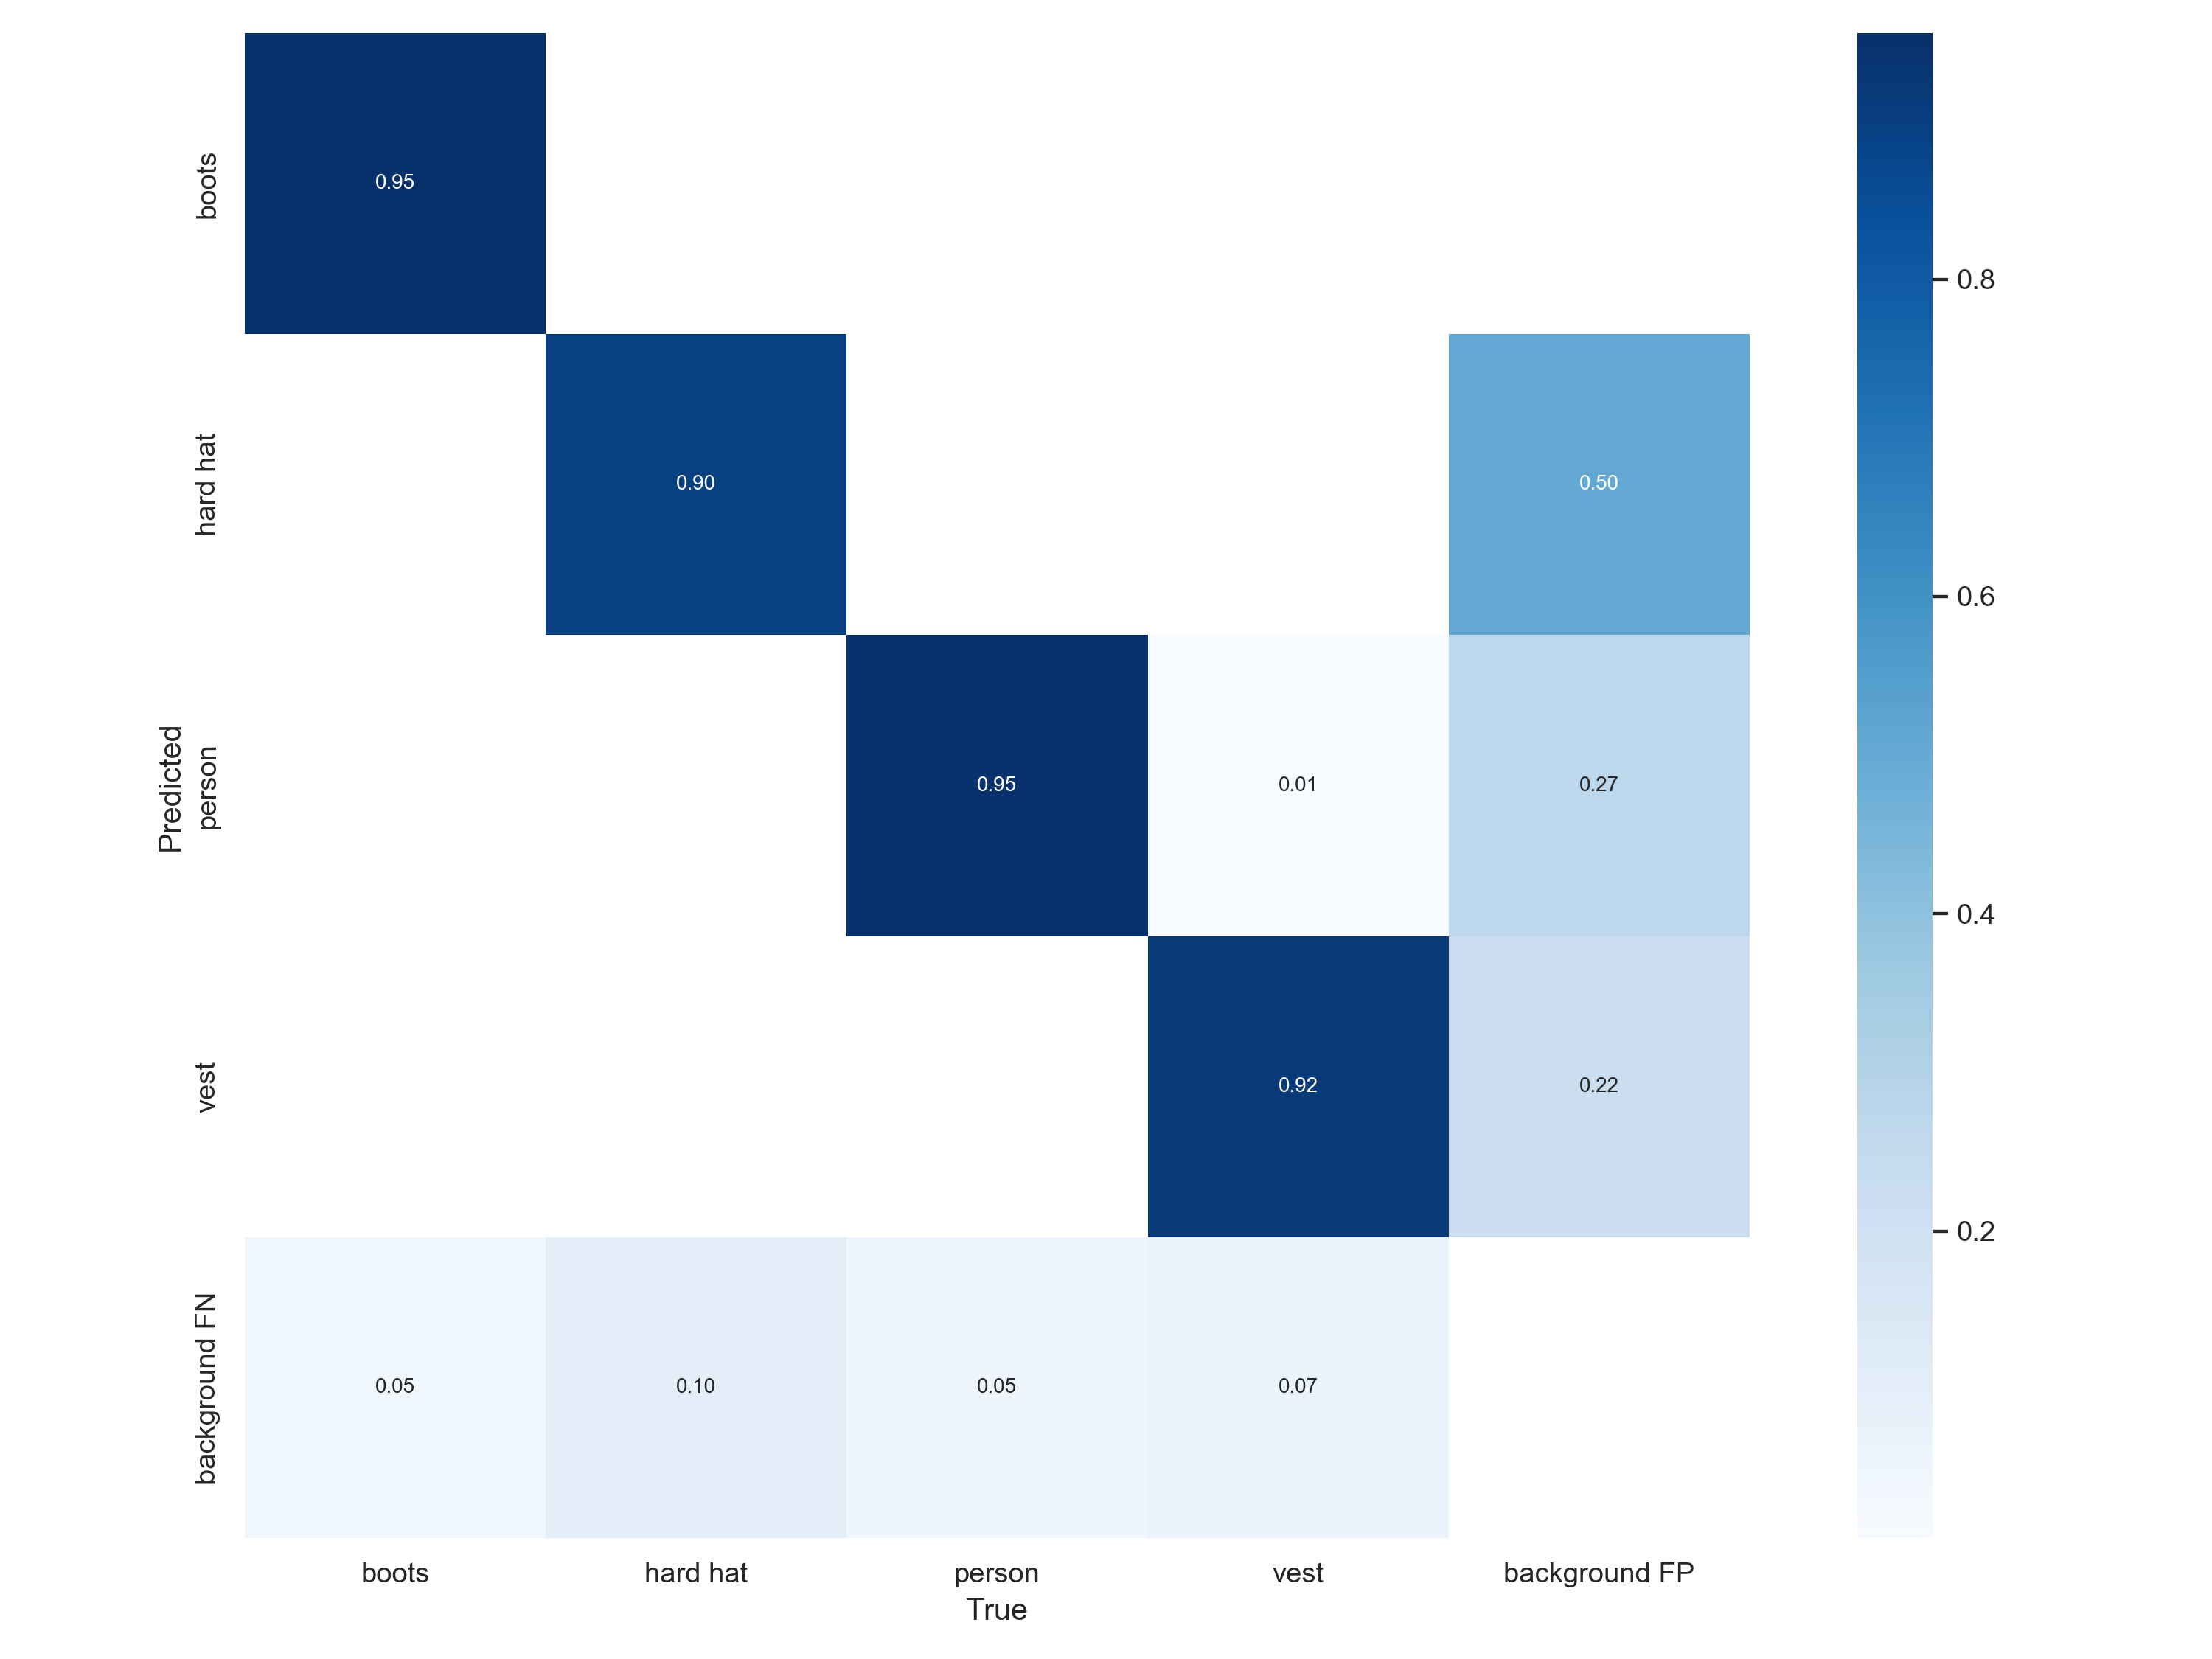 boots
0.95
0.8
hard hat
0.90
0.50
0.6
Predicted
person
0.95
0.01
0.27
0.4
vest
0.92
0.22
0.2
background FN
0.05
0.10
0.05
0.07
boots
hard hat
person
vest
background FP
True